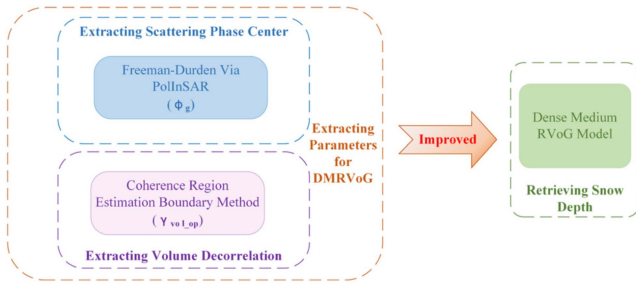 Extracting Scattering Phase Center
Freeman-Durden Via
PolInSAR
(Φg)
Extracting
Parameters
for
DMRVoG
Coherence Region
Estimation Boundary Method
(γvol_op)
Extracting Volume Decorrelation
Improved
Dense Medium
RVoG Model
Retrieving Snow
Depth